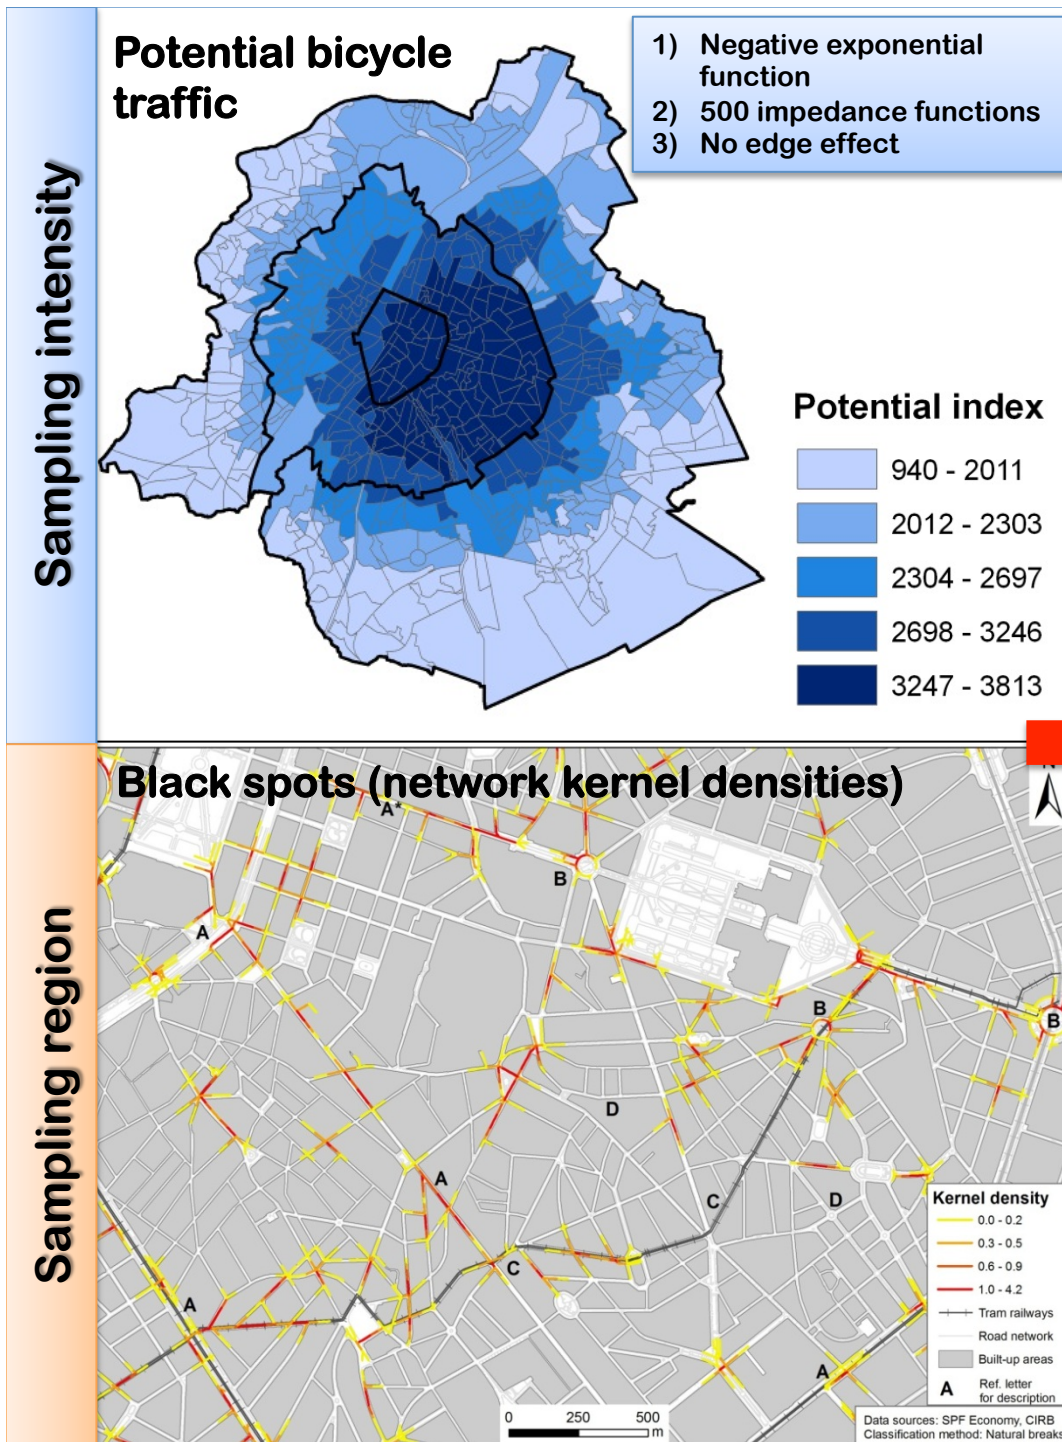 Sampling intensity
Potential bicycle
traffic
1) Negative exponential
function
2) 500 impedance functions
3) No edge effect
Potential index
940 - 2011
2012 - 2303
2304 - 2697
2698 - 3246
3247 - 3813
Sampling region
Black spots (network kernel densities)
A*
B
A
B
B
D
A
C
D
C
A
A
Kernel density
0.0 - 0.2
0.3 - 0.5
0.6 - 0.9
1.0 - 4.2
Tram railways
Road network
Built-up areas
A Ref. letter
for description
0 250 500
m
Data sources: SPF Economy, CIRB
Classification method: Natural break